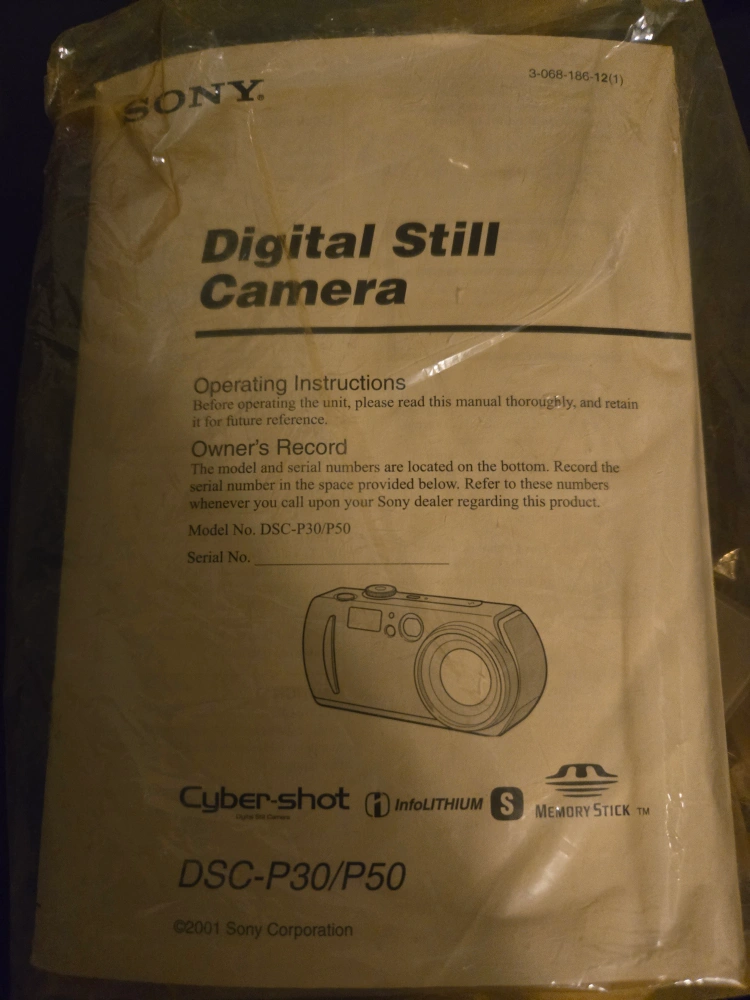 SONY®
3-068-186-12(1)
Digital Still
Camera
Operating Instructions
Before operating the unit, please read this manual thoroughly, and retain
it for future reference.
Owner's Record
The model and serial numbers are located on the bottom. Record the
serial number in the space provided below. Refer to these numbers
whenever you call upon your Sony dealer regarding this product.
Model No. DSC-P30/P50
Serial No. ______________________
Cyber-shot
Digital Still Camera
InfoLITHIUM S
MEMORY STICK TM
DSC-P30/P50
©2001 Sony Corporation